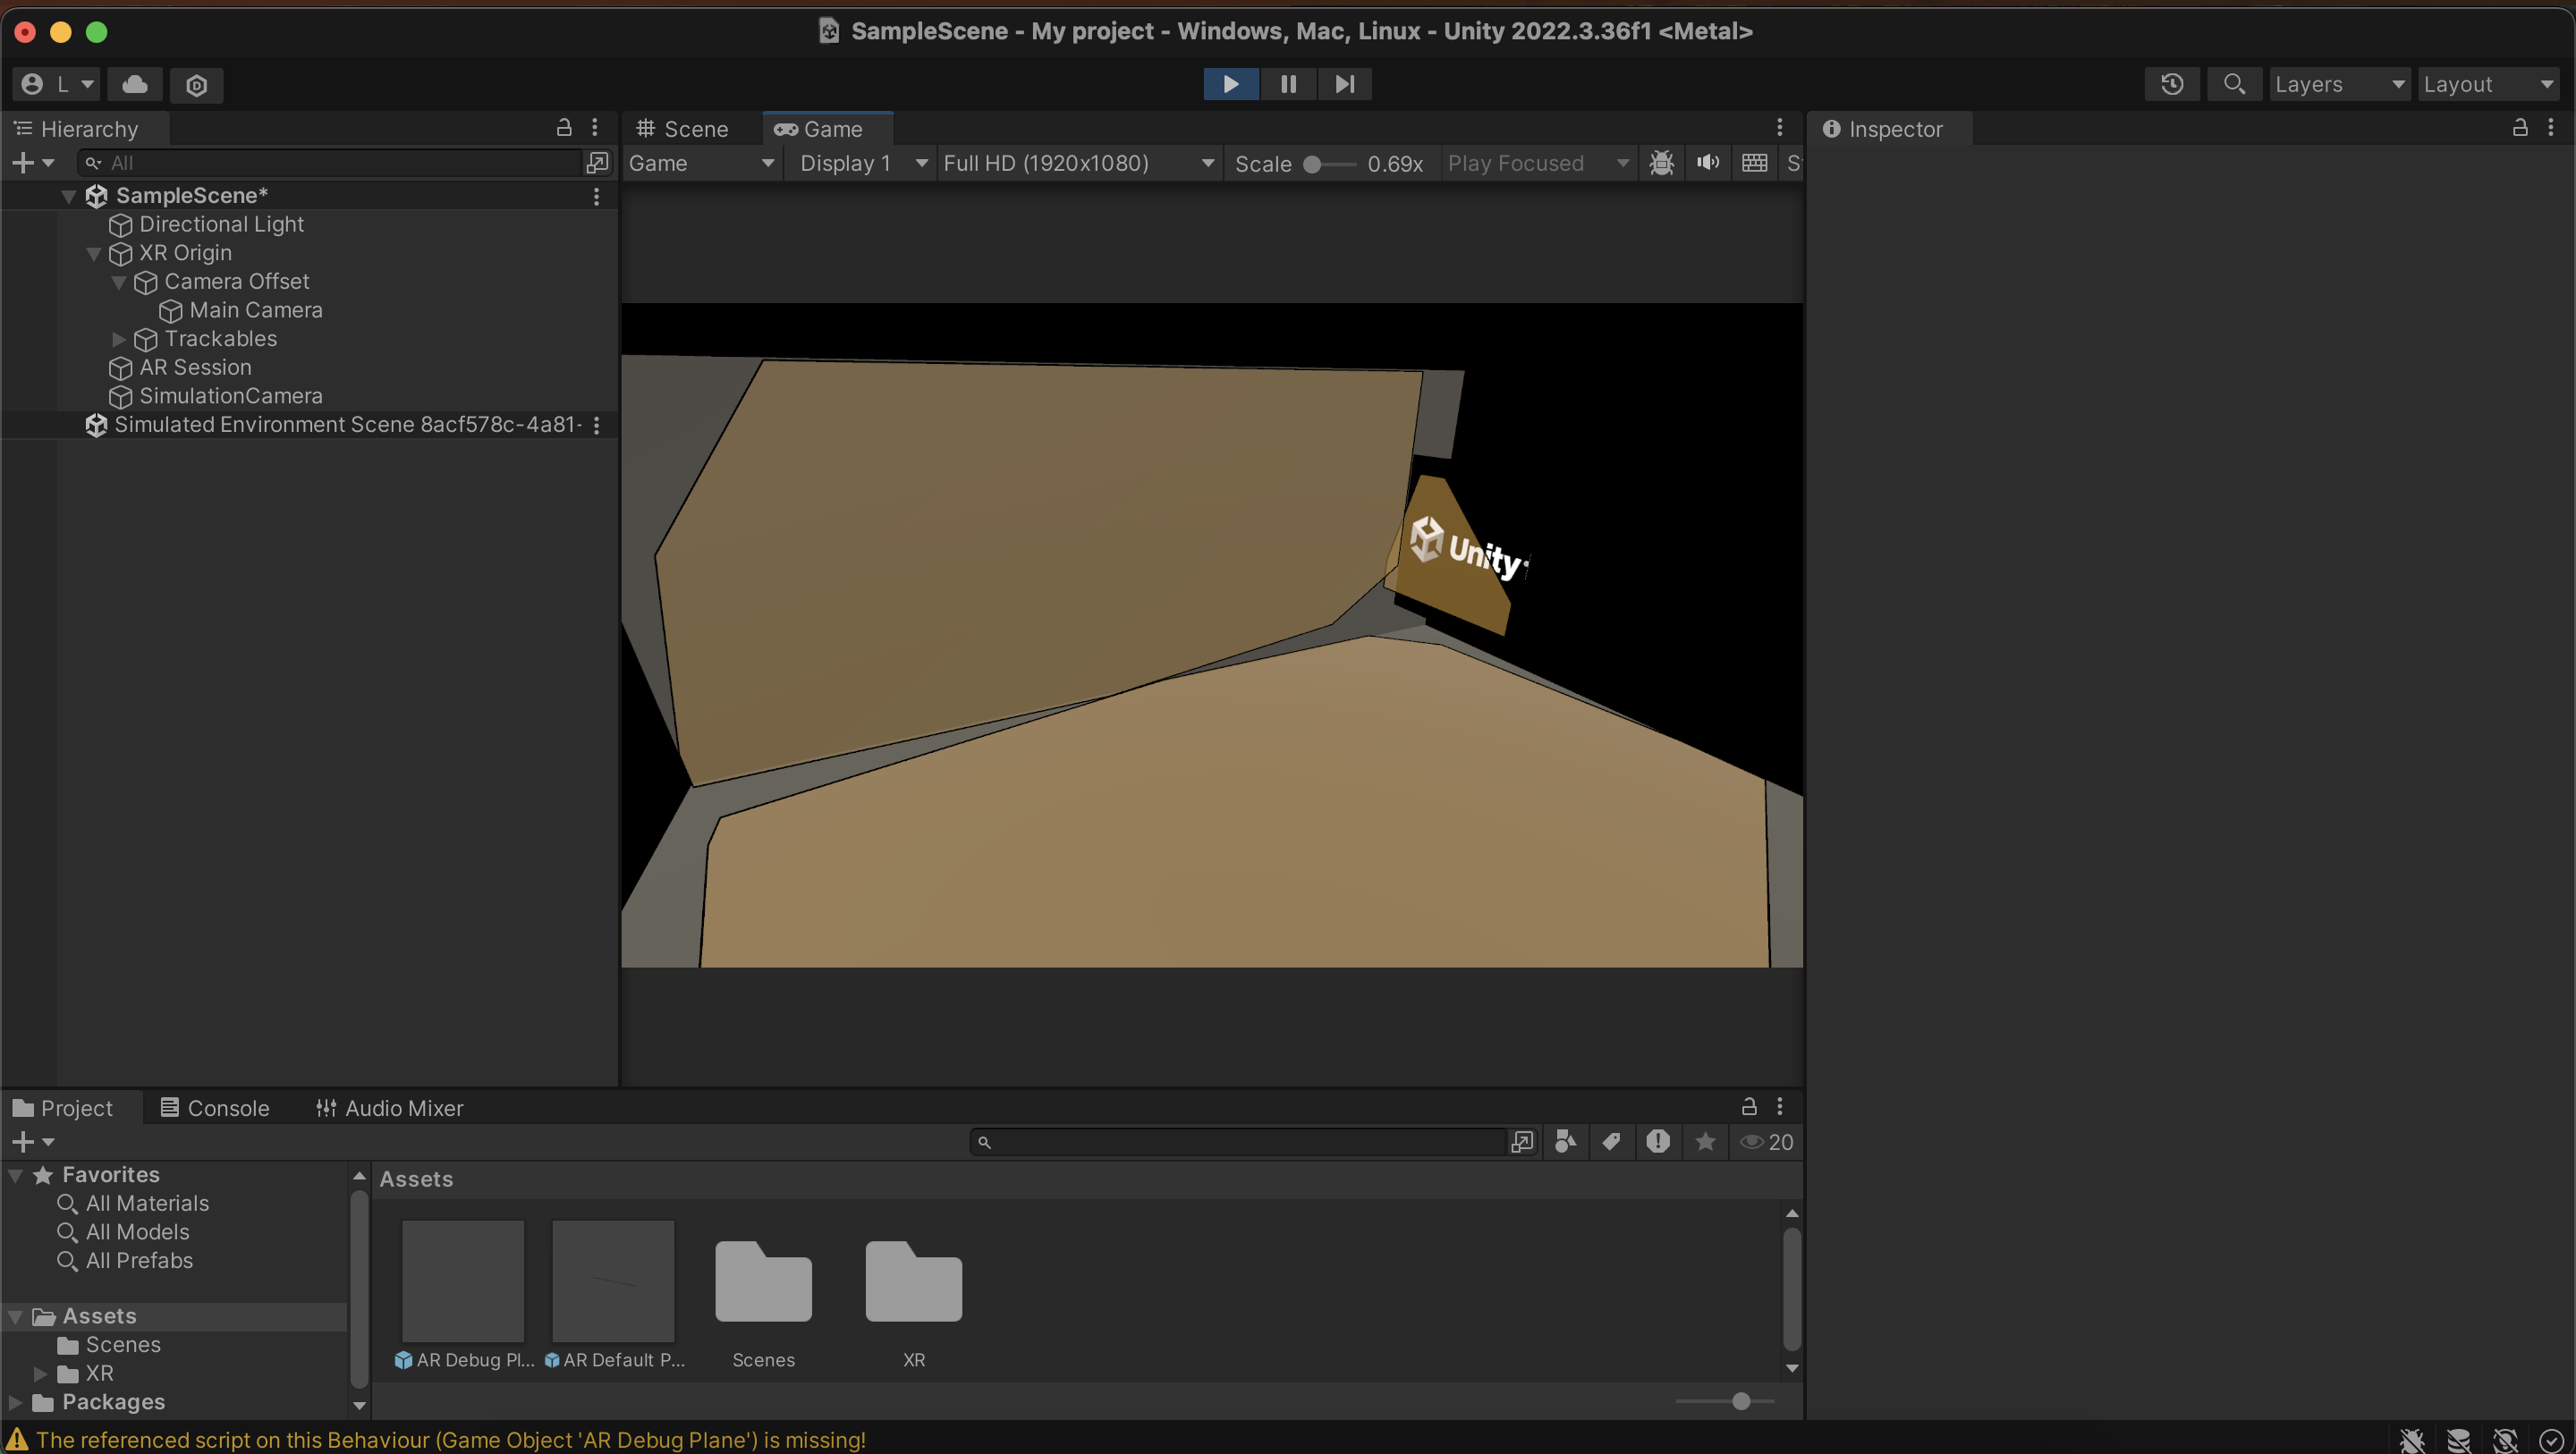 SampleScene - My project - Windows, Mac, Linux - Unity 2022.3.36f1 <Metal>
L
Layers
Layout
Hierarchy
Scene
Game
Inspector
All
Game
Display 1
Full HD (1920x1080)
Scale
0.69x
Play Focused
S
SampleScene*
Directional Light
XR Origin
Camera Offset
Main Camera
Trackables
AR Session
SimulationCamera
Simulated Environment Scene 8acf578c-4a81-
Unity
Project
Console
Audio Mixer
20
Favorites
All Materials
All Models
All Prefabs
Assets
Scenes
XR
Packages
Assets
AR Debug Pl...
AR Default P...
Scenes
XR
The referenced script on this Behaviour (Game Object 'AR Debug Plane') is missing!